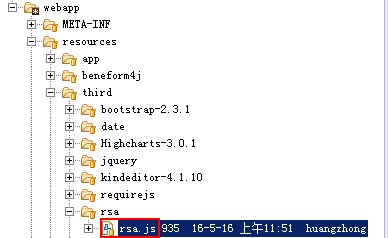 webapp
META-INF
resources
app
beneform4j
third
bootstrap-2.3.1
date
Highcharts-3.0.1
jquery
kindeditor-4.1.10
requirejs
rsa
rsa.js 935 16-5-16 上午11:51 huangzhong